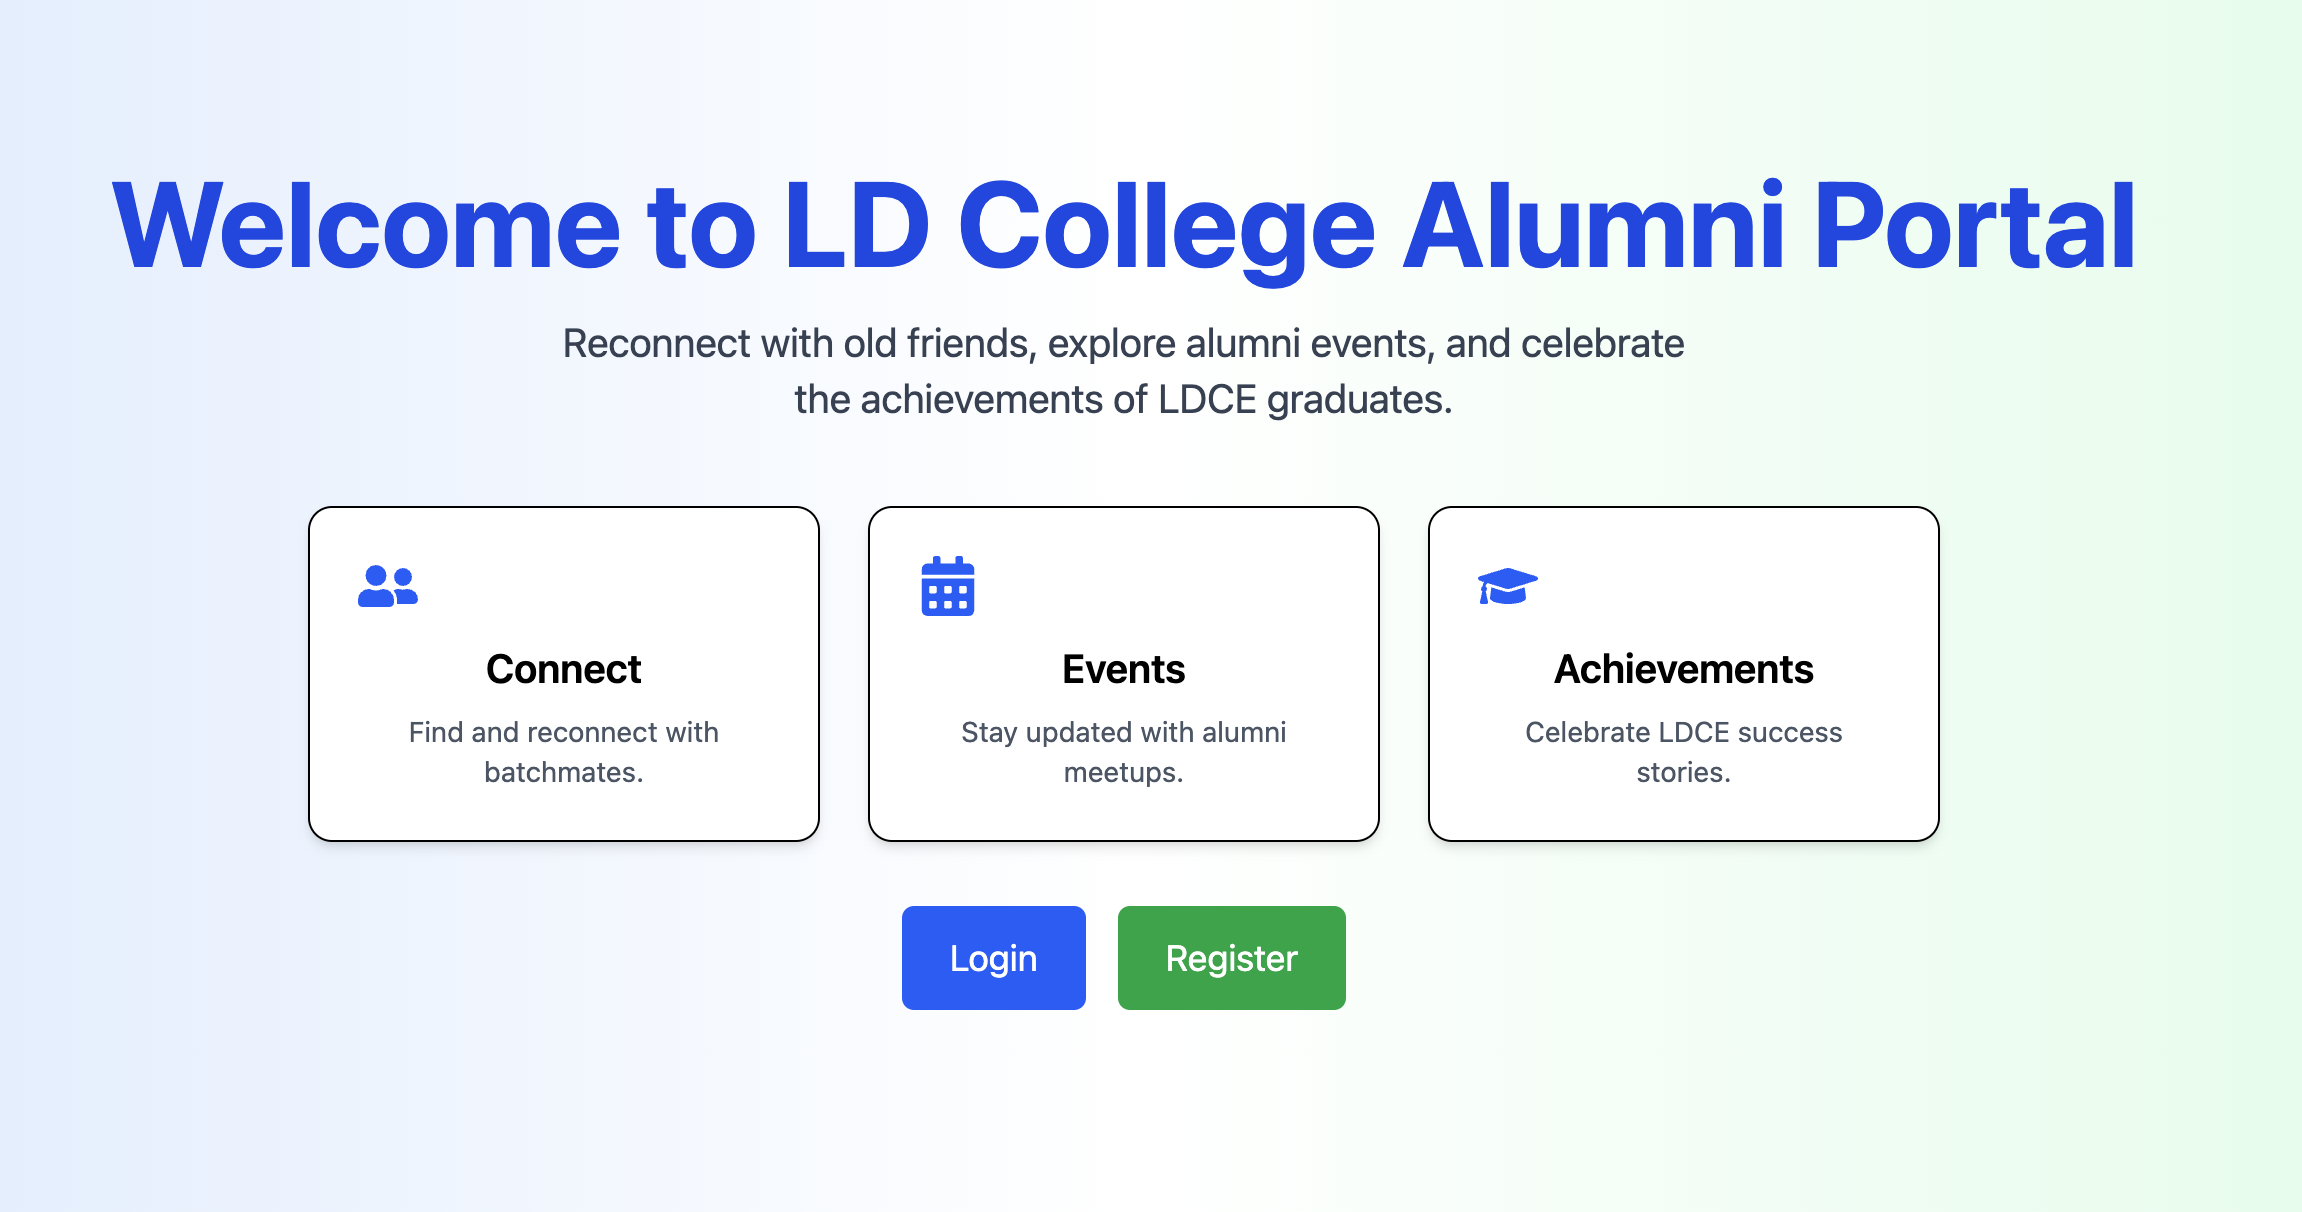 Welcome to LD College Alumni Portal
Reconnect with old friends, explore alumni events, and celebrate
the achievements of LDCE graduates.
Connect
Find and reconnect with
batchmates.
Events
Stay updated with alumni
meetups.
Achievements
Celebrate LDCE success
stories.
Login
Register